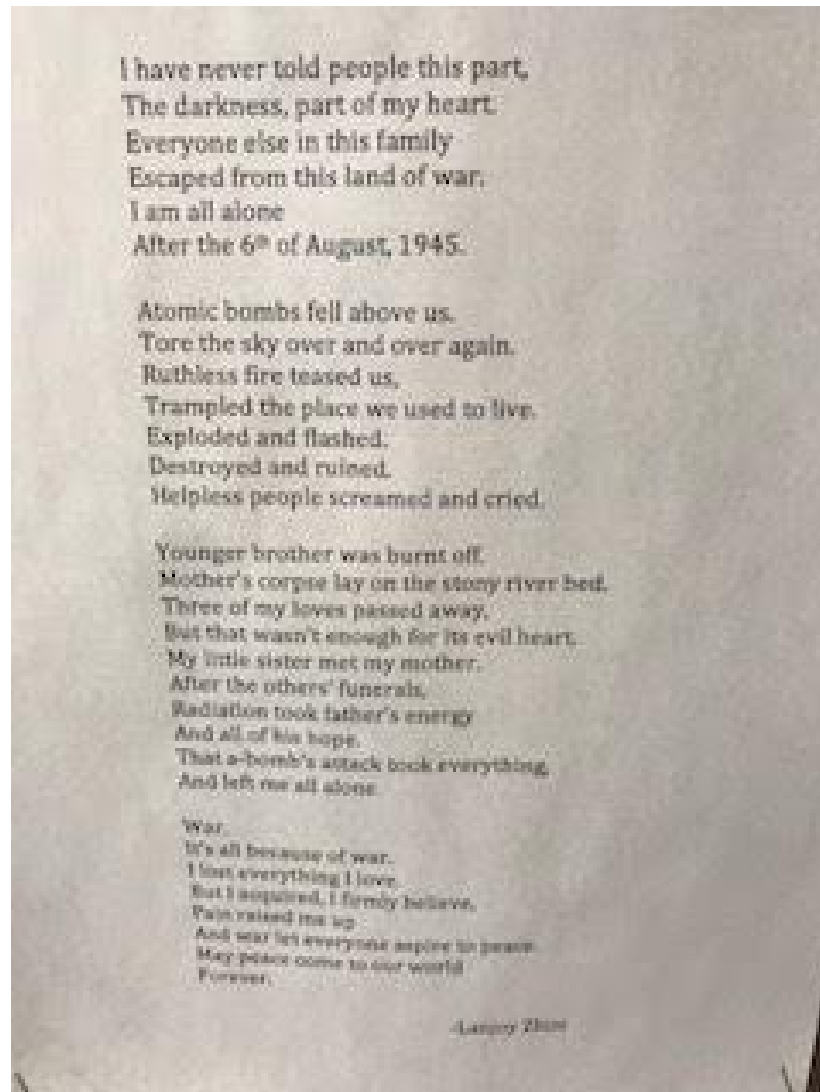 I have never told people this part,
The darkness, part of my heart.
Everyone else in this family
Escaped from this land of war.
I am all alone
After the 6th of August, 1945.
Atomic bombs fell above us,
Tore the sky over and over again.
Ruthless fire teased us,
Trampled the place we used to live.
Exploded and flashed,
Destroyed and ruined,
Helpless people screamed and cried.
Younger brother was burnt off.
Mother's corpse lay on the stony river bed.
Three of my loves passed away,
But that wasn't enough for its evil heart.
My little sister met my mother,
After the others' funerals,
Radiation took father's energy
And all of his hope.
That a-bomb's attack took everything,
And left me all alone.
War.
It's all because of war.
I lost everything I love.
But I acquired, I firmly believe,
Pain raised me up
And war let everyone aspire to peace.
May peace come to our world
Forever.